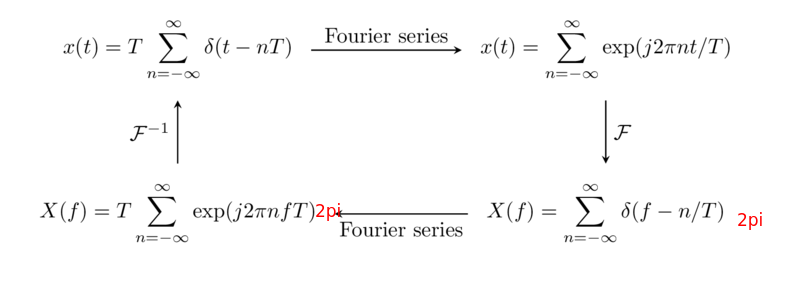 x(t) = T ∑_{n=-∞}^{∞} δ(t − nT) Fourier series x(t) = ∑_{n=-∞}^{∞} exp(j2πnt/T)
ℱ⁻¹ ℱ
X(f) = T ∑_{n=-∞}^{∞} exp(j2πnfT)2pi Fourier series X(f) = ∑_{n=-∞}^{∞} δ(f − n/T) 2pi